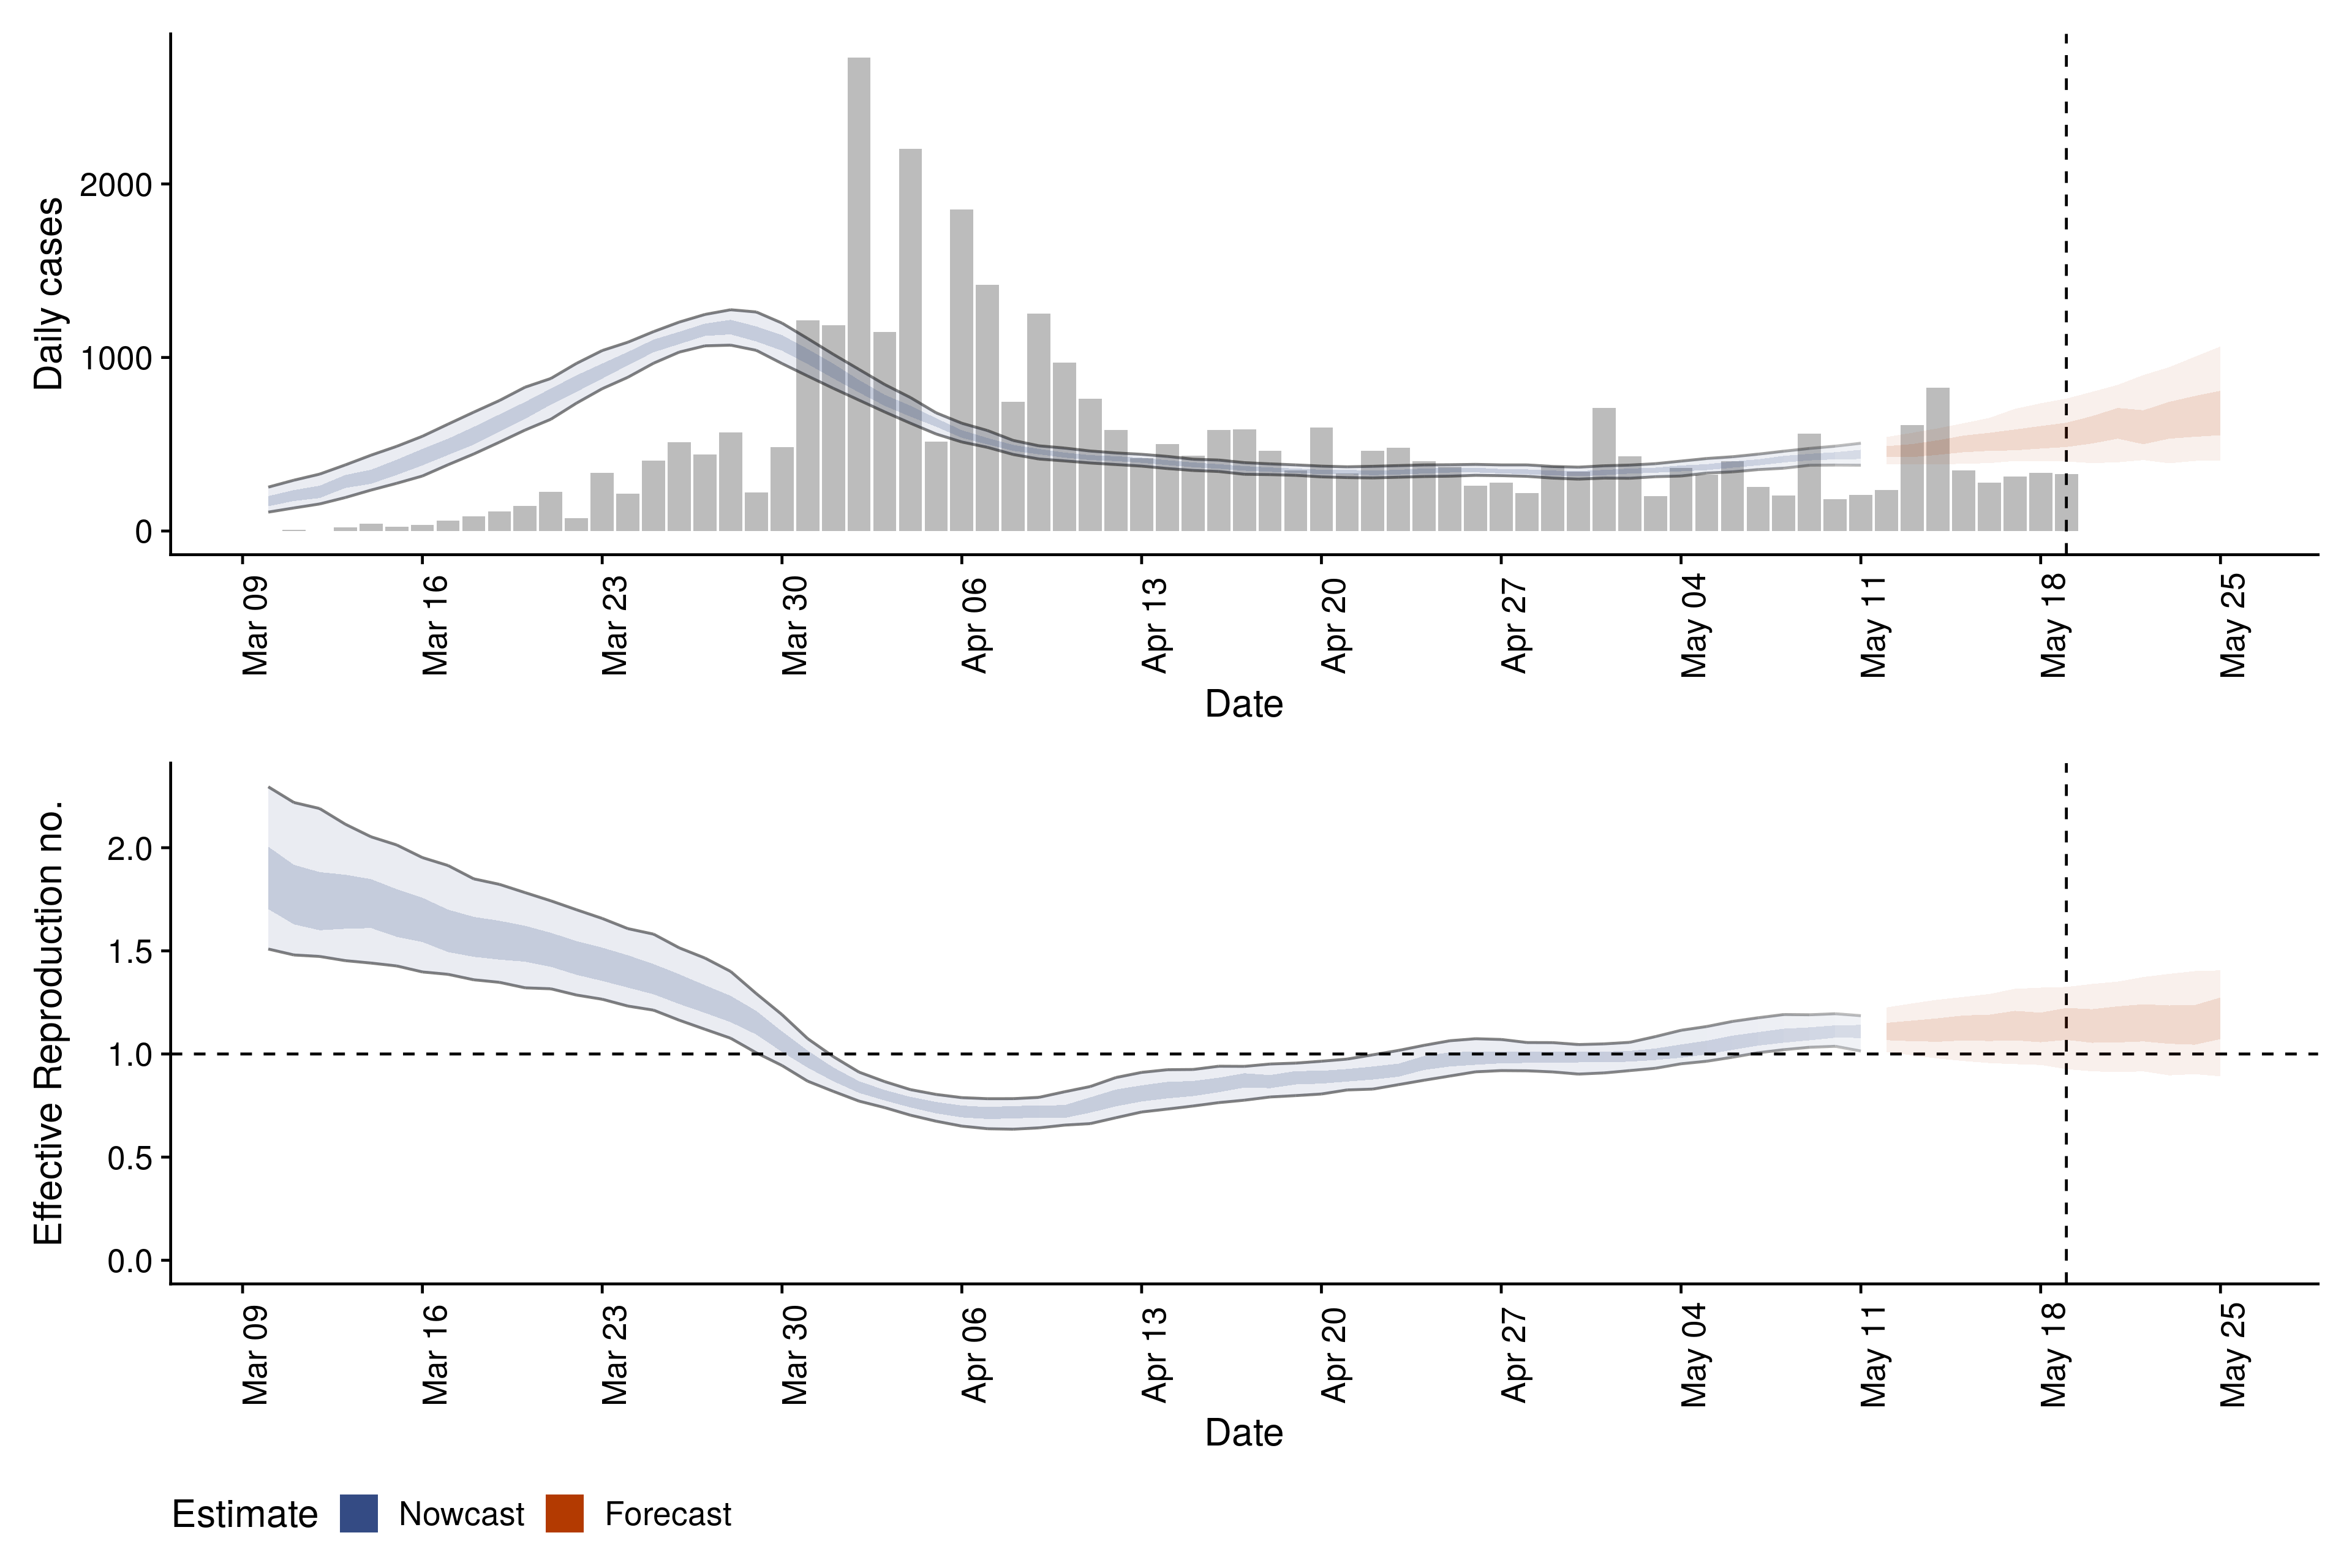 Daily cases
2000
1000
0
Mar 09
Mar 16
Mar 23
Mar 30
Apr 06
Apr 13
Apr 20
Apr 27
May 04
May 11
May 18
May 25
Date
Effective Reproduction no.
2.0
1.5
1.0
0.5
0.0
Mar 09
Mar 16
Mar 23
Mar 30
Apr 06
Apr 13
Apr 20
Apr 27
May 04
May 11
May 18
May 25
Date
Estimate Nowcast Forecast